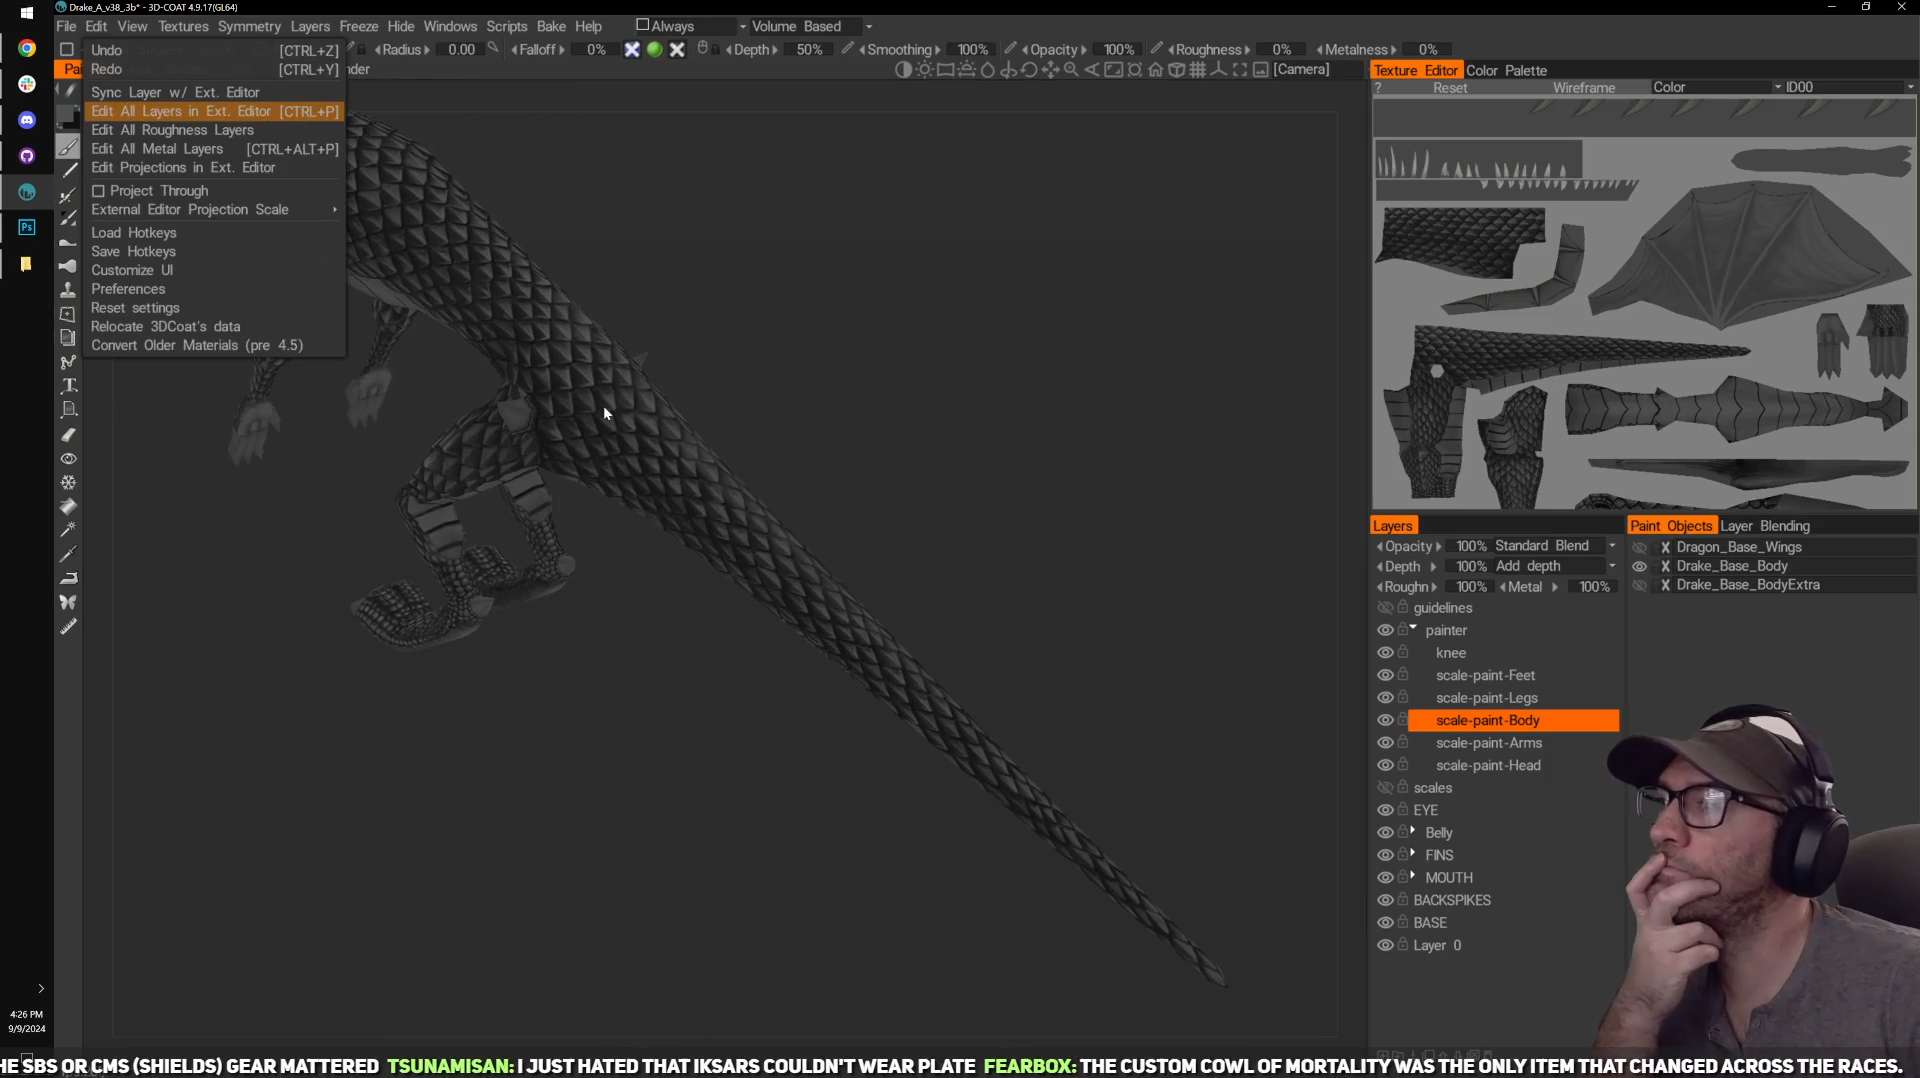 Drake_A_v38_3b* - 3D-COAT 4.9.17(GL64)
File Edit View Textures Symmetry Layers Freeze Hide Windows Scripts Bake Help Always Volume Based
Radius 0.00 Falloff 0% Depth 50% Smoothing 100% Opacity 100% Roughness 0% Metalness 0%
Undo [CTRL+Z]
Redo [CTRL+Y]
Sync Layer w/ Ext. Editor
Edit All Layers in Ext. Editor [CTRL+P]
Edit All Roughness Layers
Edit All Metal Layers [CTRL+ALT+P]
Edit Projections in Ext. Editor
Project Through
External Editor Projection Scale
Load Hotkeys
Save Hotkeys
Customize UI
Preferences
Reset settings
Relocate 3DCoat's data
Convert Older Materials (pre 4.5)
[Camera]
Texture Editor Color Palette
? Reset Wireframe Color ID00
Layers
Opacity 100% Standard Blend
Depth 100% Add depth
Roughn 100% Metal 100%
guidelines
painter
knee
scale-paint-Feet
scale-paint-Legs
scale-paint-Body
scale-paint-Arms
scale-paint-Head
scales
EYE
Belly
FINS
MOUTH
BACKSPIKES
BASE
Layer 0
Paint Objects Layer Blending
Dragon_Base_Wings
Drake_Base_Body
Drake_Base_BodyExtra
Ps
4:26 PM
9/9/2024
HE SBS OR CMS (SHIELDS) GEAR MATTERED TSUNAMISAN: I JUST HATED THAT IKSARS COULDN'T WEAR PLATE FEARBOX: THE CUSTOM COWL OF MORTALITY WAS THE ONLY ITEM THAT CHANGED ACROSS THE RACES.